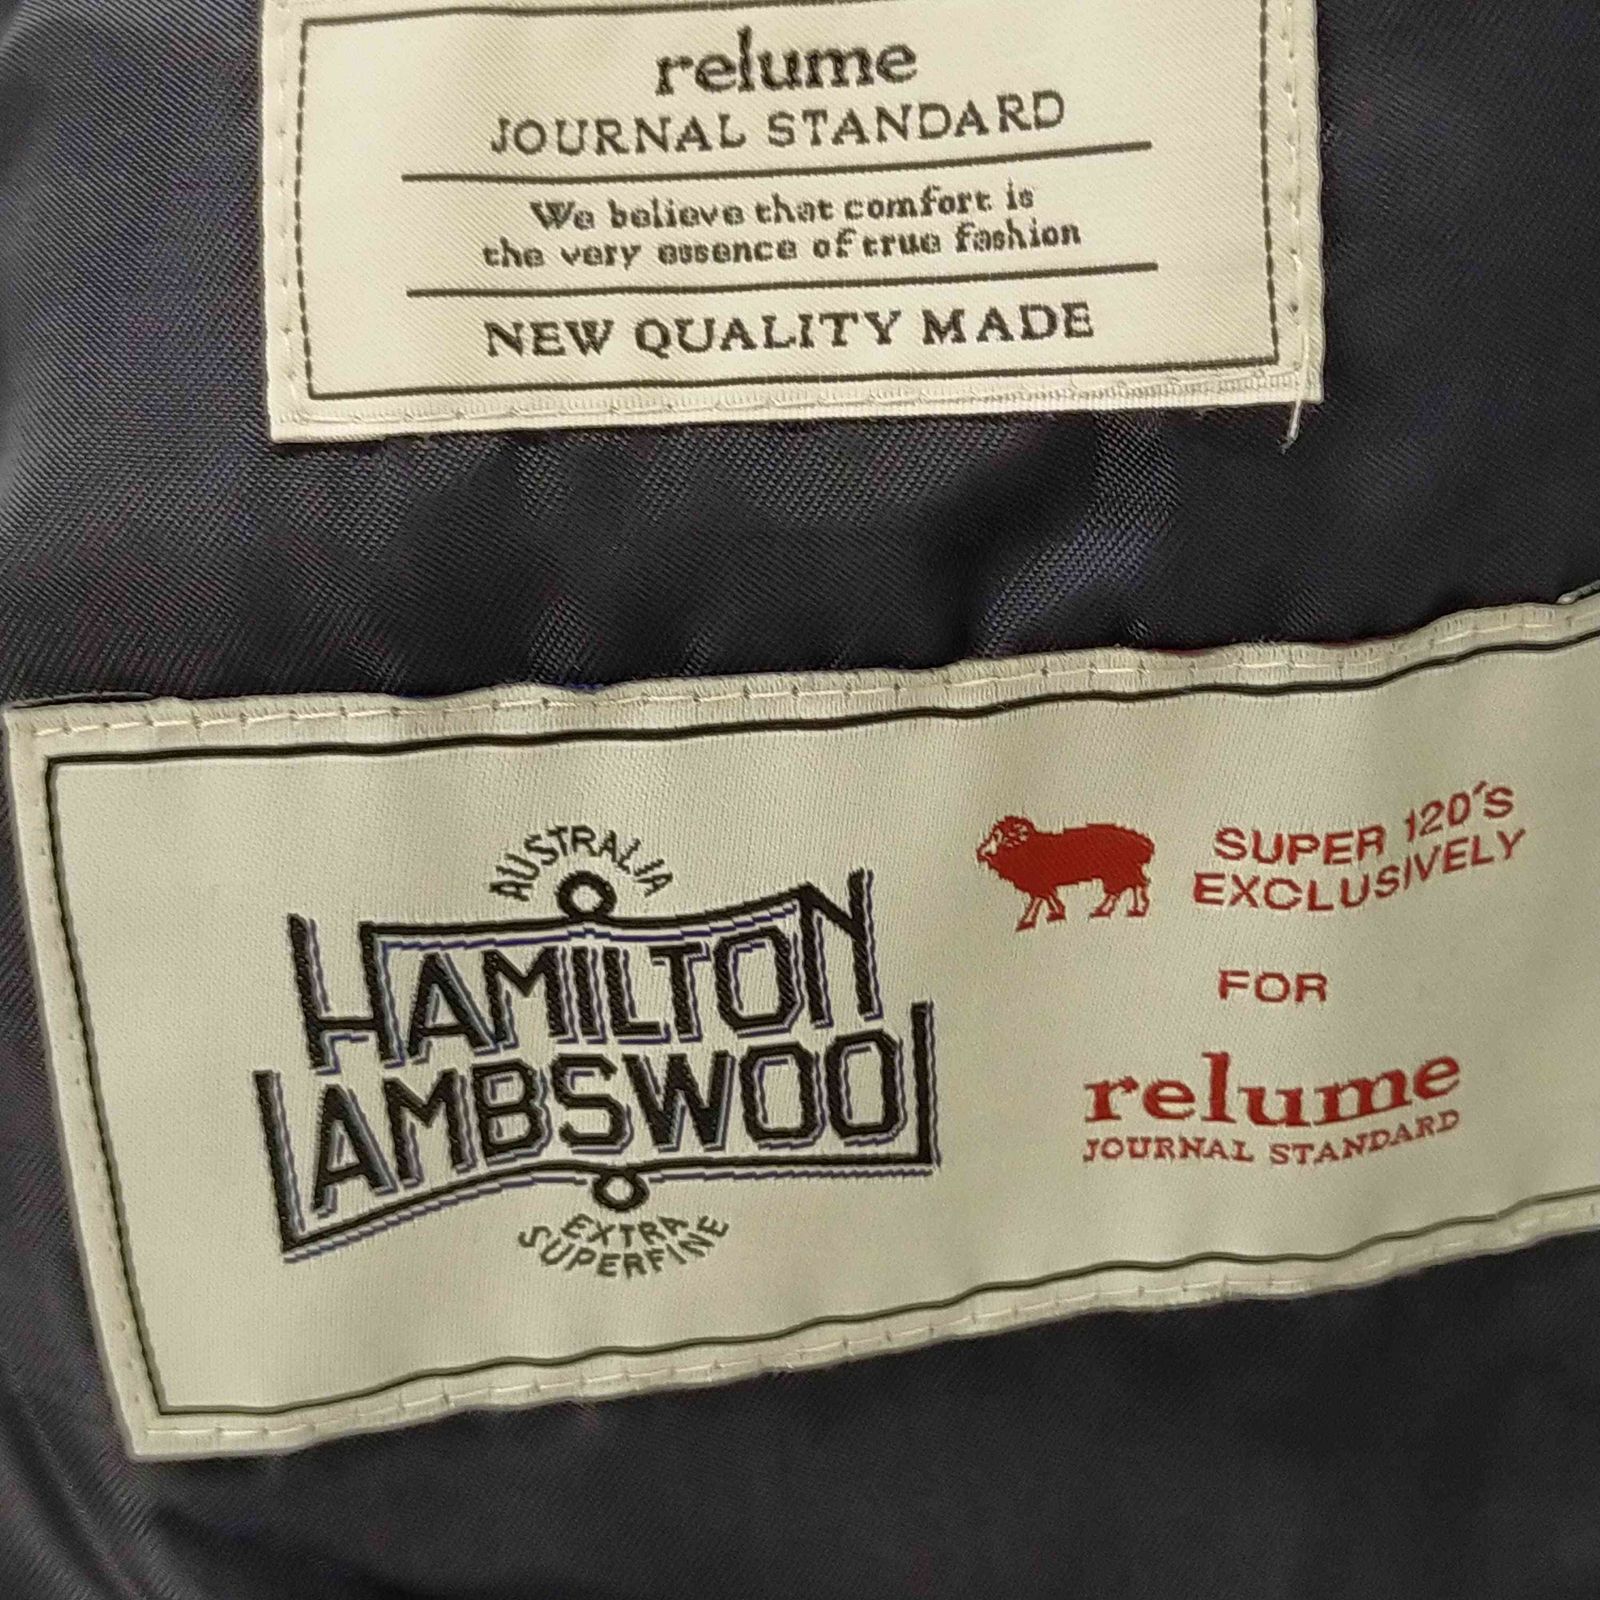 relume
JOURNAL STANDARD
We believe that comfort is
the very essence of true fashion
NEW QUALITY MADE
AUSTRALIA
HAMILTON
LAMBSWOOL
EXTRA
SUPERFINE
SUPER 120'S
EXCLUSIVELY
FOR
relume
JOURNAL STANDARD